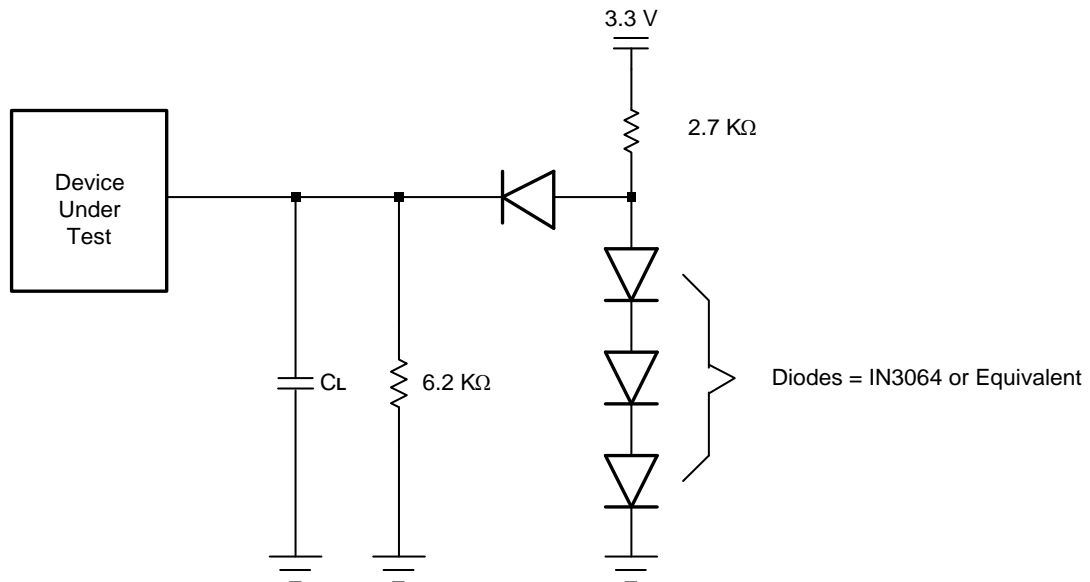 3.3 V
2.7 KΩ
Device
Under
Test
CL
6.2 KΩ
Diodes = IN3064 or Equivalent